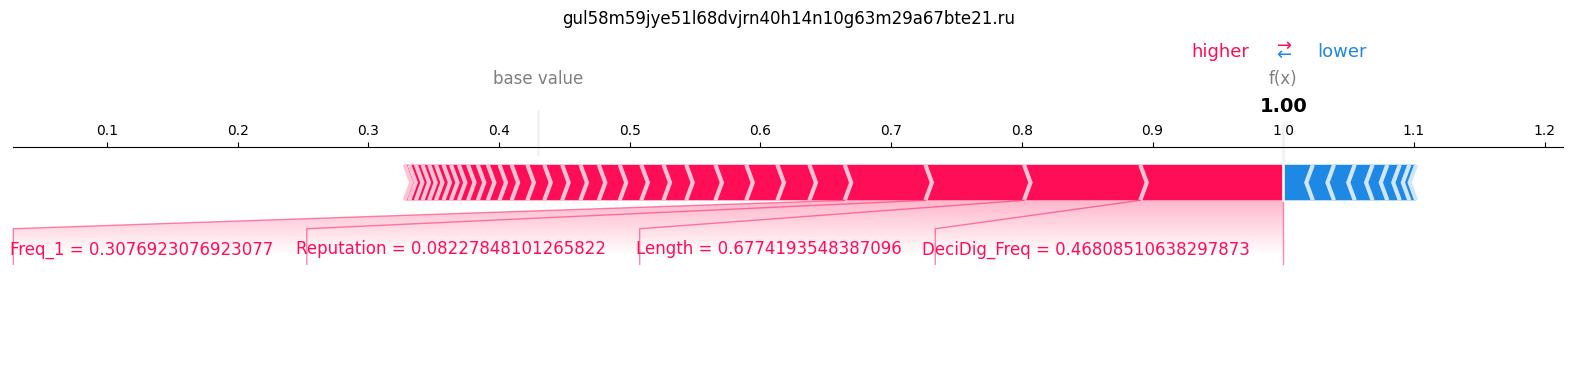 gul58m59jye51l68dvjrn40h14n10g63m29a67bte21.ru
higher → ← lower
base value f(x)
1.00
0.1 0.2 0.3 0.4 0.5 0.6 0.7 0.8 0.9 1.0 1.1 1.2
Freq_1 = 0.3076923076923077 Reputation = 0.08227848101265822 Length = 0.6774193548387096 DeciDig_Freq = 0.46808510638297873